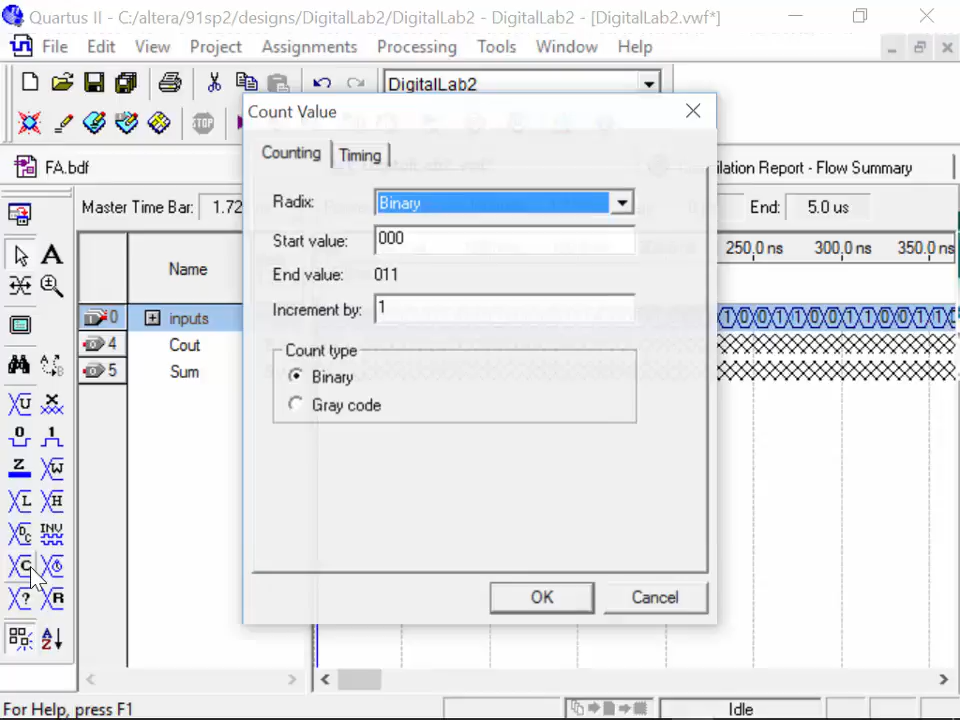 Quartus II - C:/altera/91sp2/designs/DigitalLab2/DigitalLab2 - DigitalLab2 - [DigitalLab2.vwf*]
File Edit View Project Assignments Processing Tools Window Help
DigitalLab2
STOP
Count Value
FA.bdf
ilation Report - Flow Summary
Counting Timing
Master Time Bar: 1.72
End: 5.0 us
Radix: Binary
Start value: 000
End value: 011
Increment by: 1
Name
250.0 ns 300.0 ns 350.0 ns
0 inputs
4 Cout
5 Sum
Count type
Binary
Gray code
OK Cancel
For Help, press F1
Idle